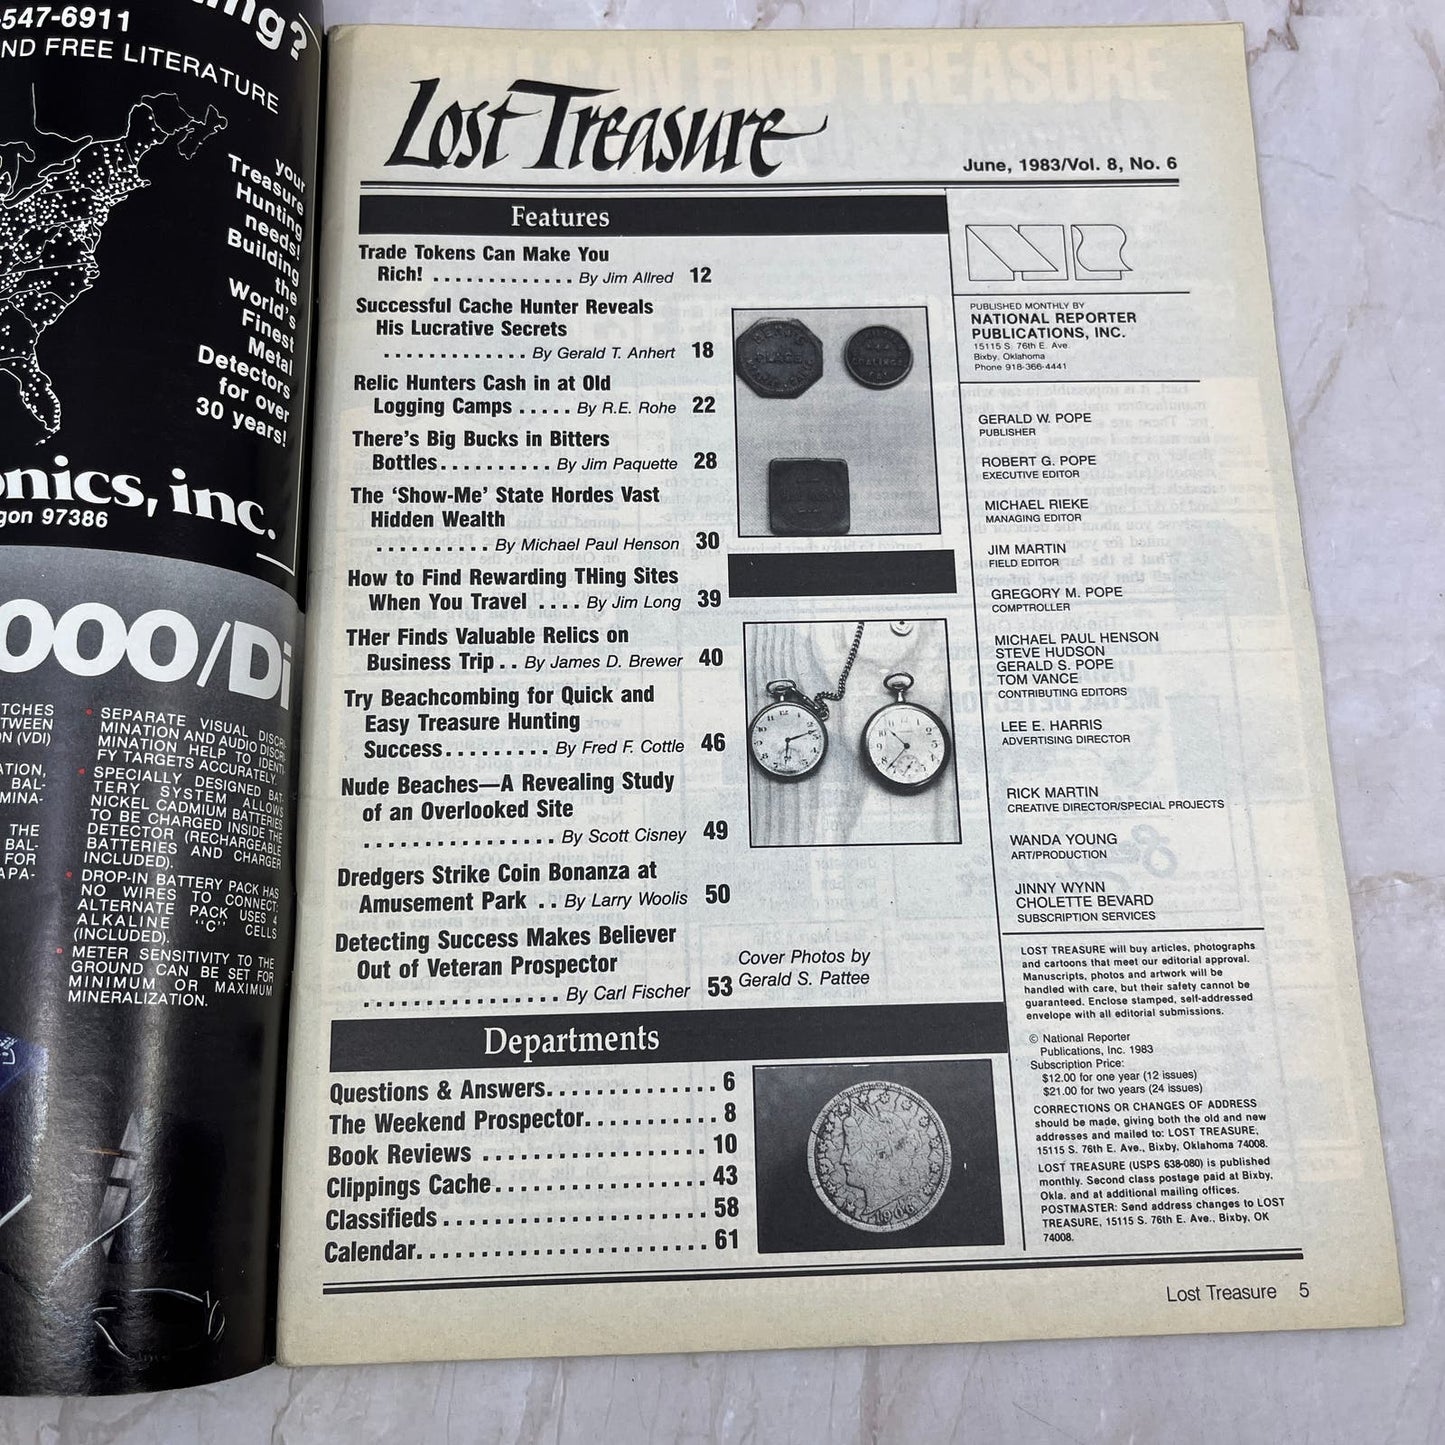 -547-6911
ND FREE LITERATURE
your
Treasure
Hunting
needs!
Building
the
World's
Finest
Metal
Detectors
for over
30 years!
onics, inc.
gon 97386
000/Di
TCHES
TWEEN
ON (VDI)
ATION,
BAL-
MINA-
THE
BAL-
FOR
APA-
• SEPARATE VISUAL DISCRI-
MINATION AND AUDIO DISCRI-
MINATION HELP TO IDENTI-
FY TARGETS ACCURATELY.
• SPECIALLY DESIGNED BAT-
TERY SYSTEM ALLOWS
NICKEL CADMIUM BATTERIES
TO BE CHARGED INSIDE THE
DETECTOR (RECHARGEABLE
BATTERIES AND CHARGER
INCLUDED).
• DROP-IN BATTERY PACK HAS
NO WIRES TO CONNECT:
ALTERNATE PACK USES 4
ALKALINE "C" CELLS
(INCLUDED).
• METER SENSITIVITY TO THE
GROUND CAN BE SET FOR
MINIMUM OR MAXIMUM
MINERALIZATION.
Lost Treasure
June, 1983/Vol. 8, No. 6
Features
Trade Tokens Can Make You
Rich! ............. By Jim Allred 12
Successful Cache Hunter Reveals
His Lucrative Secrets
............. By Gerald T. Anhert 18
Relic Hunters Cash in at Old
Logging Camps ..... By R.E. Rohe 22
There's Big Bucks in Bitters
Bottles.......... By Jim Paquette 28
The 'Show-Me' State Hordes Vast
Hidden Wealth
.......... By Michael Paul Henson 30
How to Find Rewarding THing Sites
When You Travel .... By Jim Long 39
THer Finds Valuable Relics on
Business Trip .. By James D. Brewer 40
Try Beachcombing for Quick and
Easy Treasure Hunting
Success......... By Fred F. Cottle 46
Nude Beaches—A Revealing Study
of an Overlooked Site
................. By Scott Cisney 49
Dredgers Strike Coin Bonanza at
Amusement Park .. By Larry Woolis 50
Detecting Success Makes Believer
Out of Veteran Prospector
................ By Carl Fischer 53
Cover Photos by
Gerald S. Pattee
Departments
Questions & Answers............ 6
The Weekend Prospector.......... 8
Book Reviews ................. 10
Clippings Cache................ 43
Classifieds .................... 58
Calendar...................... 61
1906
PUBLISHED MONTHLY BY
NATIONAL REPORTER
PUBLICATIONS, INC.
15115 S. 76th E. Ave.
Bixby, Oklahoma
Phone 918-366-4441
GERALD W. POPE
PUBLISHER
ROBERT G. POPE
EXECUTIVE EDITOR
MICHAEL RIEKE
MANAGING EDITOR
JIM MARTIN
FIELD EDITOR
GREGORY M. POPE
COMPTROLLER
MICHAEL PAUL HENSON
STEVE HUDSON
GERALD S. POPE
TOM VANCE
CONTRIBUTING EDITORS
LEE E. HARRIS
ADVERTISING DIRECTOR
RICK MARTIN
CREATIVE DIRECTOR/SPECIAL PROJECTS
WANDA YOUNG
ART/PRODUCTION
JINNY WYNN
CHOLETTE BEVARD
SUBSCRIPTION SERVICES
LOST TREASURE will buy articles, photographs
and cartoons that meet our editorial approval.
Manuscripts, photos and artwork will be
handled with care, but their safety cannot be
guaranteed. Enclose stamped, self-addressed
envelope with all editorial submissions.
© National Reporter
Publications, Inc. 1983
Subscription Price:
$12.00 for one year (12 issues)
$21.00 for two years (24 issues)
CORRECTIONS OR CHANGES OF ADDRESS
should be made, giving both the old and new
addresses and mailed to: LOST TREASURE,
15115 S. 76th E. Ave., Bixby, Oklahoma 74008.
LOST TREASURE (USPS 638-080) is published
monthly. Second class postage paid at Bixby,
Okla. and at additional mailing offices.
POSTMASTER: Send address changes to LOST
TREASURE, 15115 S. 76th E. Ave., Bixby, OK
74008.
Lost Treasure 5